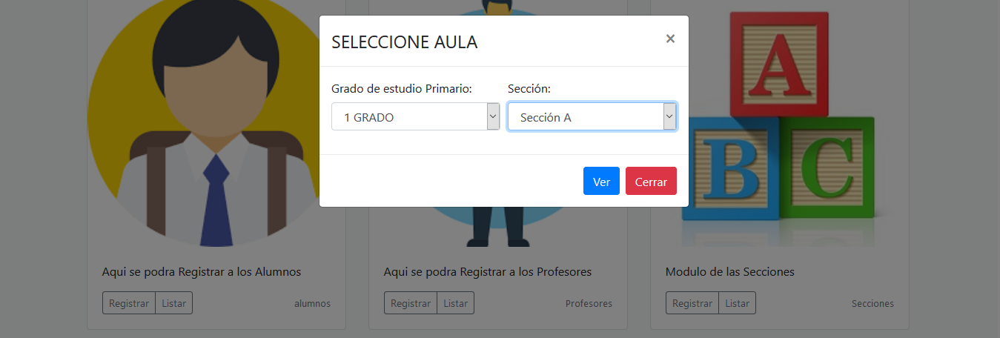 SELECCIONE AULA ×
Grado de estudio Primario: Sección:
1 GRADO Sección A
Ver Cerrar
A
B C
Aqui se podra Registrar a los Alumnos
Registrar Listar alumnos
Aqui se podra Registrar a los Profesores
Registrar Listar Profesores
Modulo de las Secciones
Registrar Listar Secciones